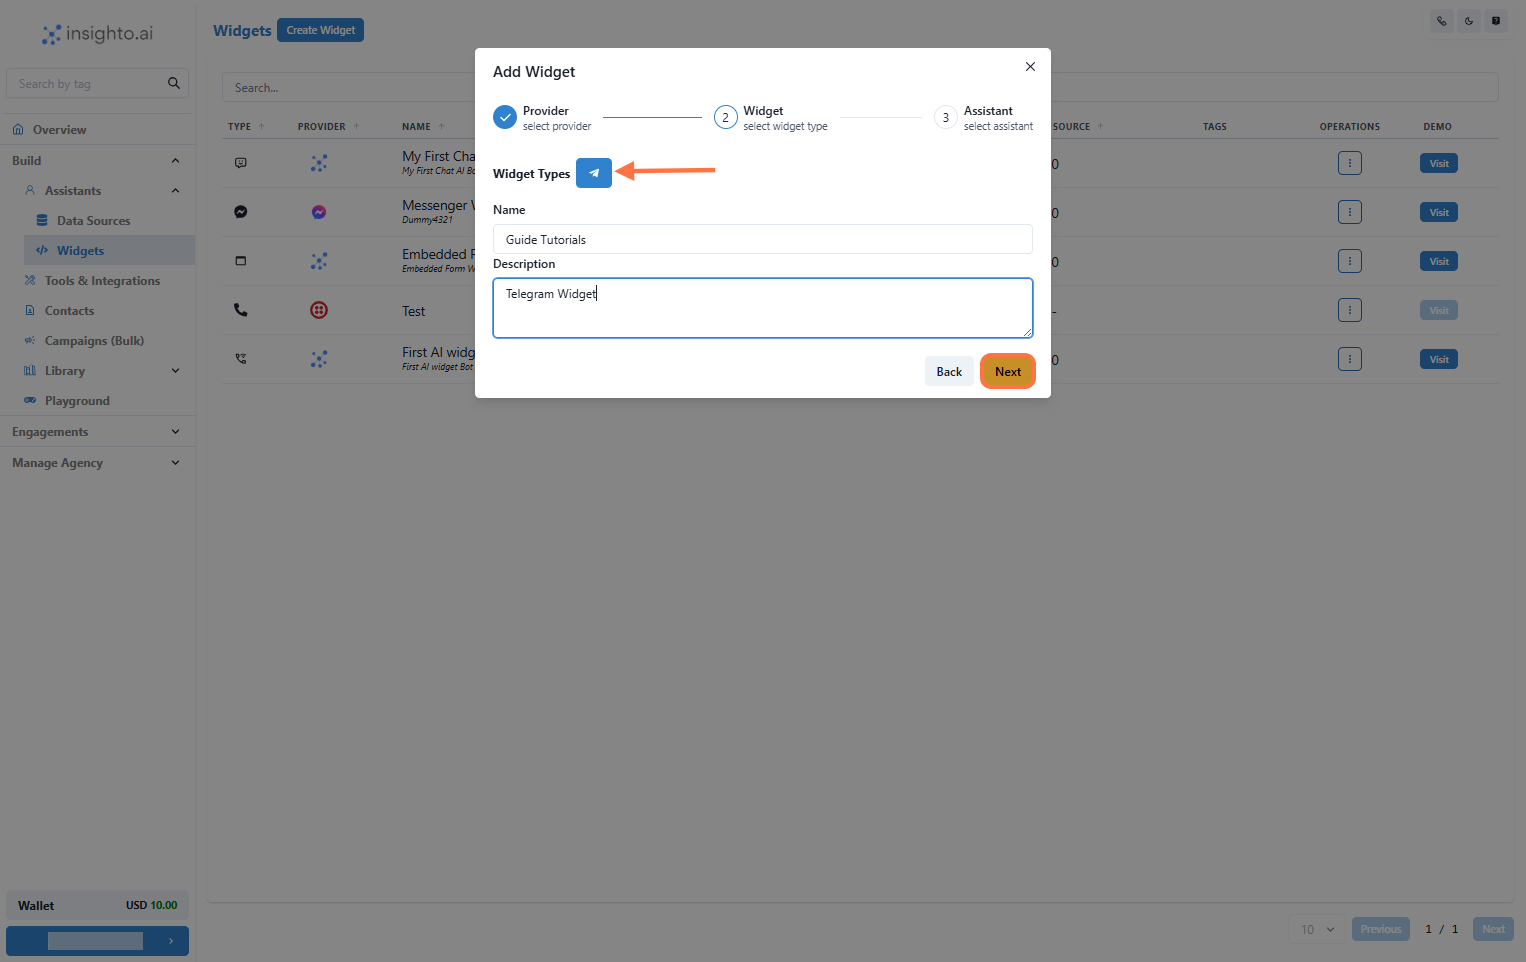 insighto.ai
Search by tag
Overview
Build
Assistants
Data Sources
Widgets
Tools & Integrations
Contacts
Campaigns (Bulk)
Library
Playground
Engagements
Manage Agency
Wallet USD 10.00
Widgets Create Widget
Search...
TYPE PROVIDER NAME SOURCE TAGS OPERATIONS DEMO
My First Cha 0 Visit
My First Chat AI Bo
Messenger 0 Visit
Dummy4321
Embedded F 0 Visit
Embedded Form W
Test - Visit
First AI widg 0 Visit
First AI widget Bot
10 Previous 1 / 1 Next
Add Widget
Provider
select provider
2 Widget
select widget type
3 Assistant
select assistant
Widget Types
Name
Guide Tutorials
Description
Telegram Widget
Back Next